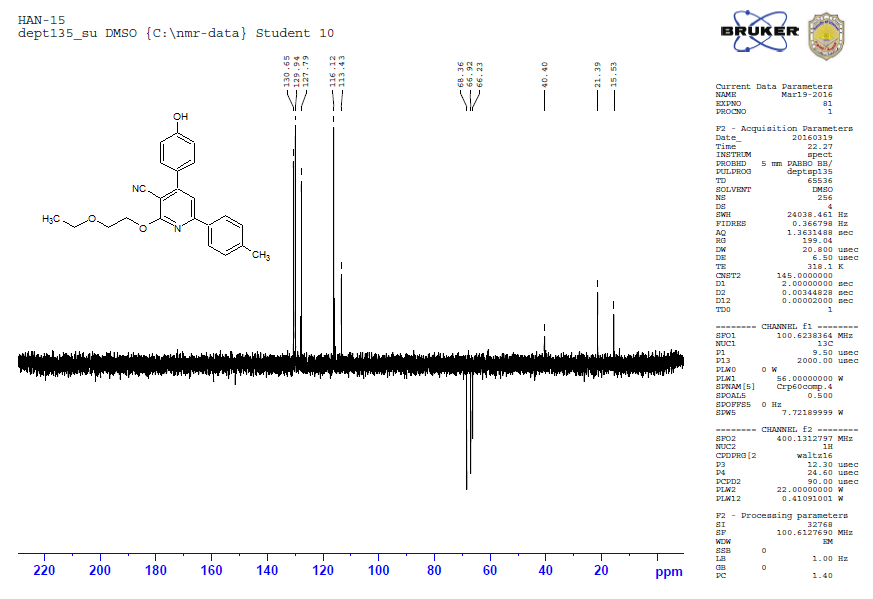 HAN-15
dept135_su DMSO {C:\nmr-data} Student 10
130.65
129.94
127.79
116.12
113.43
68.36
66.92
66.23
40.40
21.39
15.53
OH
NC
H3C
O
O
N
CH3
220 200 180 160 140 120 100 80 60 40 20 ppm
BRUKER
Current Data Parameters
NAME Mar19-2016
EXPNO 81
PROCNO 1
F2 - Acquisition Parameters
Date_ 20160319
Time 22.27
INSTRUM spect
PROBHD 5 mm PABBO BB/
PULPROG deptsp135
TD 65536
SOLVENT DMSO
NS 256
DS 4
SWH 24038.461 Hz
FIDRES 0.366798 Hz
AQ 1.3631488 sec
RG 199.04
DW 20.800 usec
DE 6.50 usec
TE 318.1 K
CNST2 145.0000000
D1 2.00000000 sec
D2 0.00344828 sec
D12 0.00002000 sec
TD0 1
======== CHANNEL f1 ========
SFO1 100.6238364 MHz
NUC1 13C
P1 9.50 usec
P13 2000.00 usec
PLW0 0 W
PLW1 56.00000000 W
SPNAM[5] Crp60comp.4
SPOAL5 0.500
SPOFFS5 0 Hz
SPW5 7.72189999 W
======== CHANNEL f2 ========
SFO2 400.1312797 MHz
NUC2 1H
CPDPRG[2 waltz16
P3 12.30 usec
P4 24.60 usec
PCPD2 90.00 usec
PLW2 22.00000000 W
PLW12 0.41091001 W
F2 - Processing parameters
SI 32768
SF 100.6127690 MHz
WDW EM
SSB 0
LB 1.00 Hz
GB 0
PC 1.40